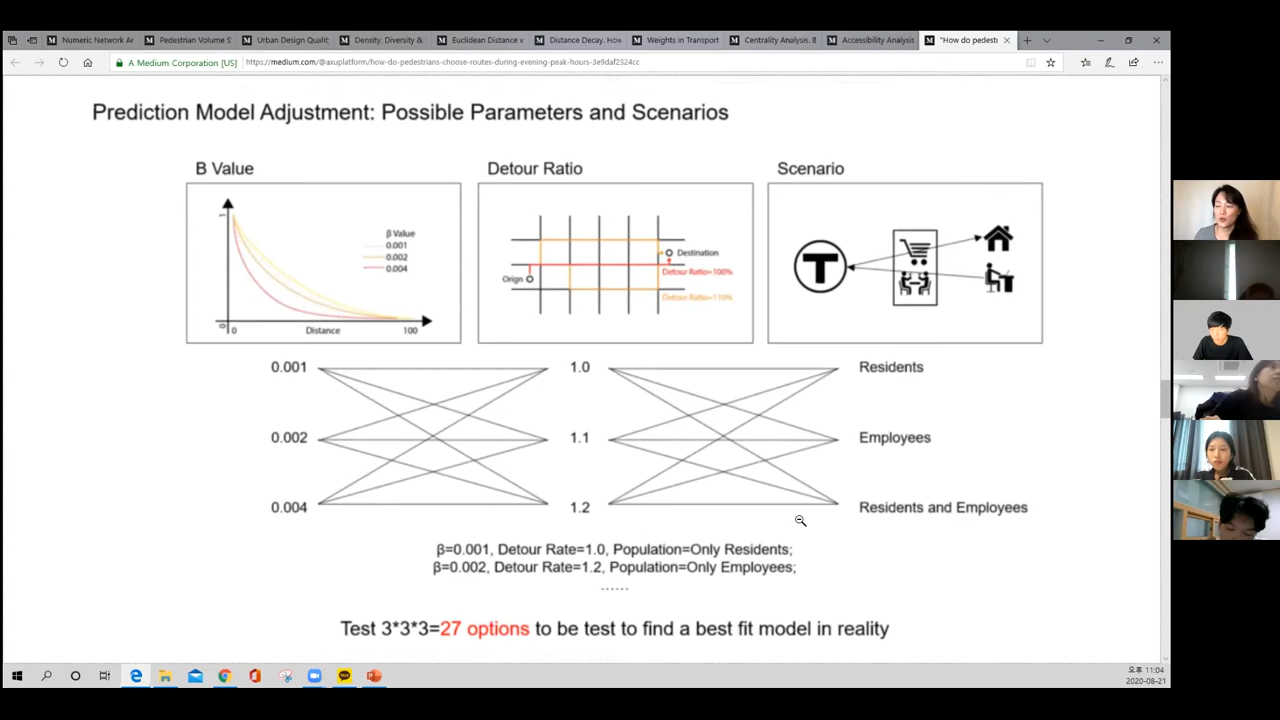 Numeric Network Ar
Pedestrian Volume S
Urban Design Qualit
Density, Diversity &
Euclidean Distance v
Distance Decay. How
Weights in Transport
Centrality Analysis. B
Accessibility Analysis
"How do pedestr
A Medium Corporation [US]
https://medium.com/@axuplatform/how-do-pedestrians-choose-routes-during-evening-peak-hours-3e9daf2324cc
Prediction Model Adjustment: Possible Parameters and Scenarios
B Value
Detour Ratio
Scenario
1
β Value
0.001
0.002
0.004
0
0
Distance
100
Destination
Detour Ratio=100%
Orign
Detour Ratio=110%
T
0.001
1.0
Residents
0.002
1.1
Employees
0.004
1.2
Residents and Employees
β=0.001, Detour Rate=1.0, Population=Only Residents;
β=0.002, Detour Rate=1.2, Population=Only Employees;
......
Test 3*3*3=27 options to be test to find a best fit model in reality
오후 11:04
2020-08-21